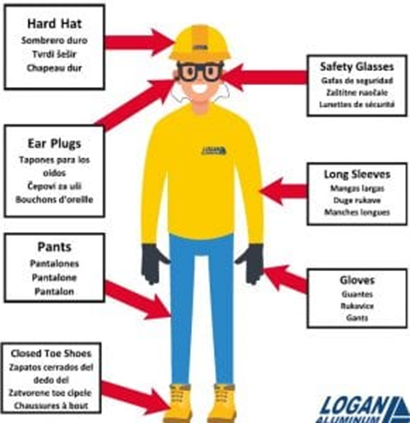 Hard Hat
Sombrero duro
Tvrdi šešir
Chapeau dur
Safety Glasses
Gafas de seguridad
Zaštitne naočale
Lunettes de sécurité
Ear Plugs
Tapones para los
oidos
Čepovi za uši
Bouchons d'oreille
LOGAN
ALUMINUM
Long Sleeves
Mangas largas
Duge rukave
Manches longues
Pants
Pantalones
Pantalone
Pantalon
Gloves
Guantes
Rukavice
Gants
Closed Toe Shoes
Zapatos cerrados del
dedo del
Zatvorene toe cipele
Chaussures à bout
LOGAN
ALUMINUM